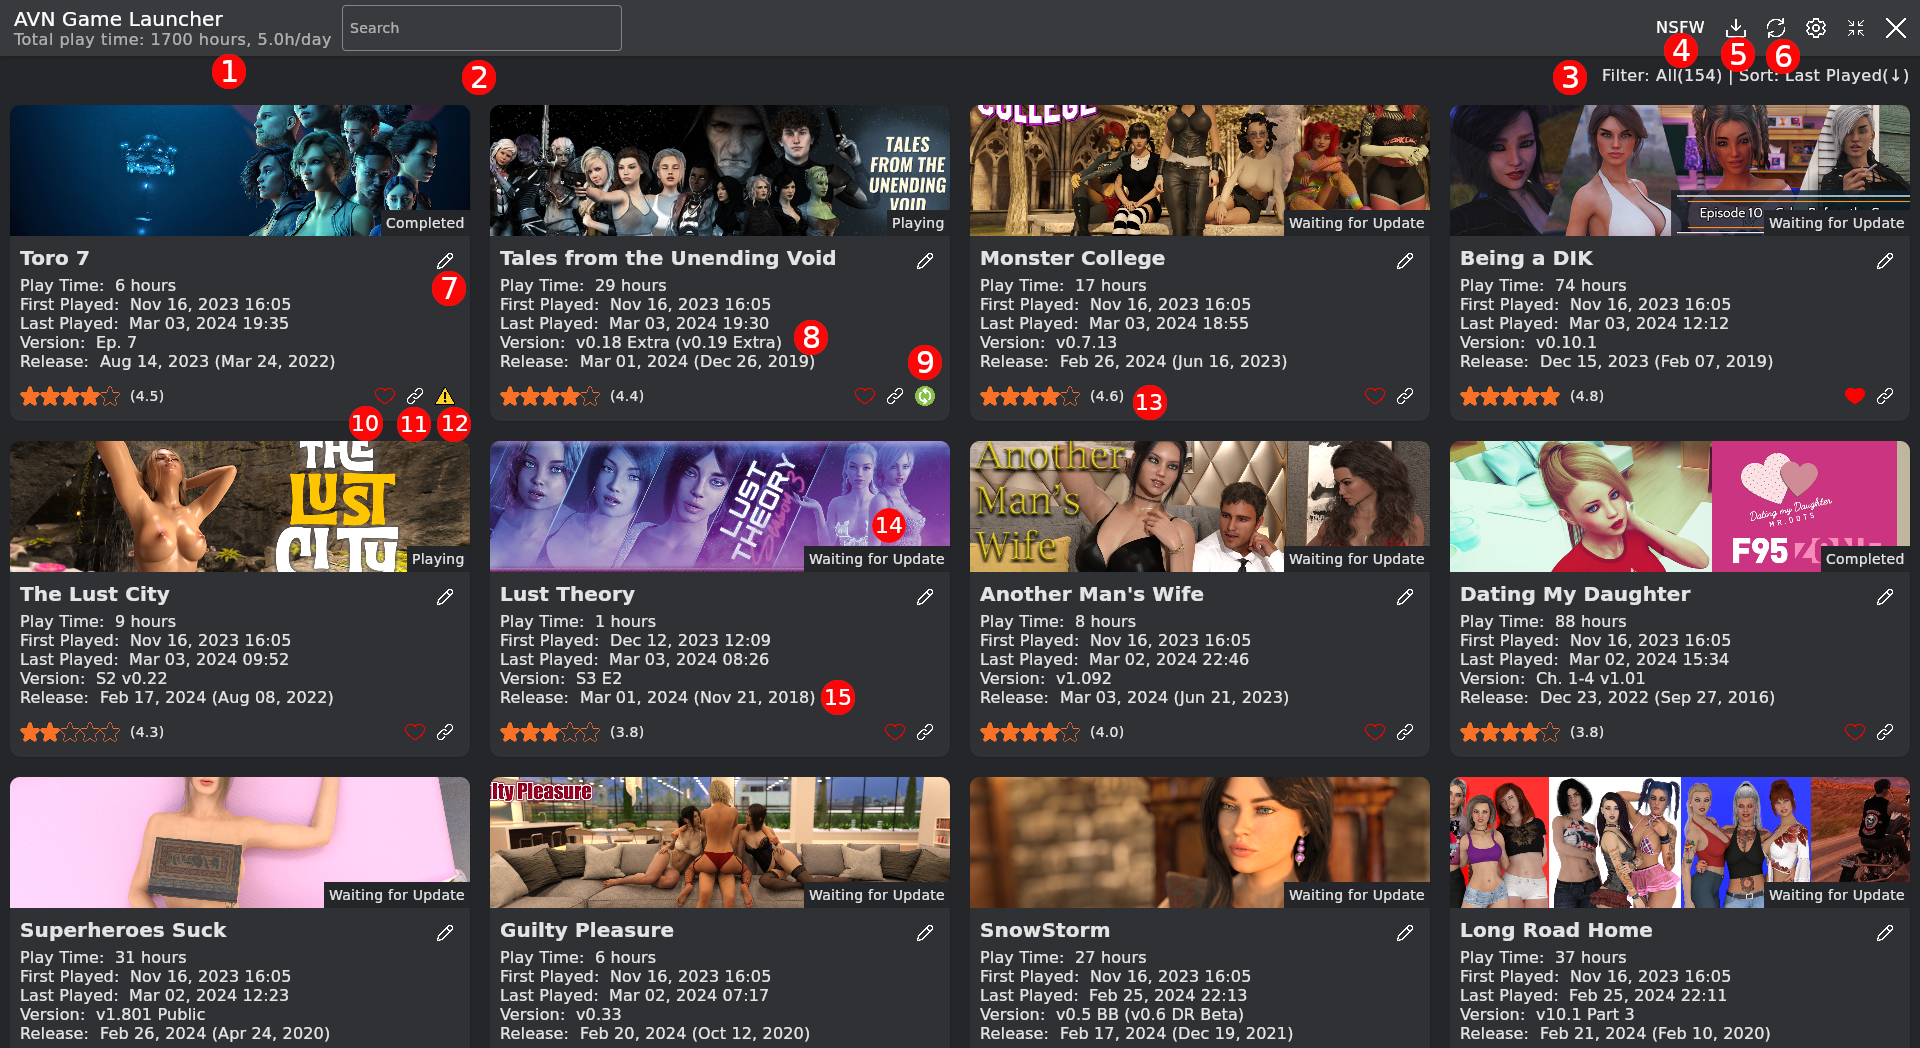 AVN Game Launcher
Total play time: 1700 hours, 5.0h/day
Search
NSFW
1
2
3
4
5
6
Filter: All(154) | Sort: Last Played(↓)
Completed
Toro 7
7
Play Time: 6 hours
First Played: Nov 16, 2023 16:05
Last Played: Mar 03, 2024 19:35
Version: Ep. 7
Release: Aug 14, 2023 (Mar 24, 2022)
(4.5)
10
11
12
TALES
FROM THE
UNENDING
VOID
Playing
Tales from the Unending Void
Play Time: 29 hours
First Played: Nov 16, 2023 16:05
Last Played: Mar 03, 2024 19:30
Version: v0.18 Extra (v0.19 Extra)
8
Release: Mar 01, 2024 (Dec 26, 2019)
9
(4.4)
COLLEGE
Waiting for Update
Monster College
Play Time: 17 hours
First Played: Nov 16, 2023 16:05
Last Played: Mar 03, 2024 18:55
Version: v0.7.13
Release: Feb 26, 2024 (Jun 16, 2023)
(4.6)
13
Episode 10
Waiting for Update
Being a DIK
Play Time: 74 hours
First Played: Nov 16, 2023 16:05
Last Played: Mar 03, 2024 12:12
Version: v0.10.1
Release: Dec 15, 2023 (Feb 07, 2019)
(4.8)
THE
LUST
CITY
Playing
The Lust City
Play Time: 9 hours
First Played: Nov 16, 2023 16:05
Last Played: Mar 03, 2024 09:52
Version: S2 v0.22
Release: Feb 17, 2024 (Aug 08, 2022)
(4.3)
LUST
THEORY
14
Waiting for Update
Lust Theory
Play Time: 1 hours
First Played: Dec 12, 2023 12:09
Last Played: Mar 03, 2024 08:26
Version: S3 E2
Release: Mar 01, 2024 (Nov 21, 2018)
15
(3.8)
Another
Man's
Wife
Waiting for Update
Another Man's Wife
Play Time: 8 hours
First Played: Nov 16, 2023 16:05
Last Played: Mar 02, 2024 22:46
Version: v1.092
Release: Mar 03, 2024 (Jun 21, 2023)
(4.0)
Dating my Daughter
MR.DOTS
F95
Completed
Dating My Daughter
Play Time: 88 hours
First Played: Nov 16, 2023 16:05
Last Played: Mar 02, 2024 15:34
Version: Ch. 1-4 v1.01
Release: Dec 23, 2022 (Sep 27, 2016)
(3.8)
Waiting for Update
Superheroes Suck
Play Time: 31 hours
First Played: Nov 16, 2023 16:05
Last Played: Mar 02, 2024 12:23
Version: v1.801 Public
Release: Feb 26, 2024 (Apr 24, 2020)
ilty Pleasure
Waiting for Update
Guilty Pleasure
Play Time: 6 hours
First Played: Nov 16, 2023 16:05
Last Played: Mar 02, 2024 07:17
Version: v0.33
Release: Feb 20, 2024 (Oct 12, 2020)
Waiting for Update
SnowStorm
Play Time: 27 hours
First Played: Nov 16, 2023 16:05
Last Played: Feb 25, 2024 22:13
Version: v0.5 BB (v0.6 DR Beta)
Release: Feb 17, 2024 (Dec 19, 2021)
Waiting for Update
Long Road Home
Play Time: 37 hours
First Played: Nov 16, 2023 16:05
Last Played: Feb 25, 2024 22:11
Version: v10.1 Part 3
Release: Feb 21, 2024 (Feb 10, 2020)